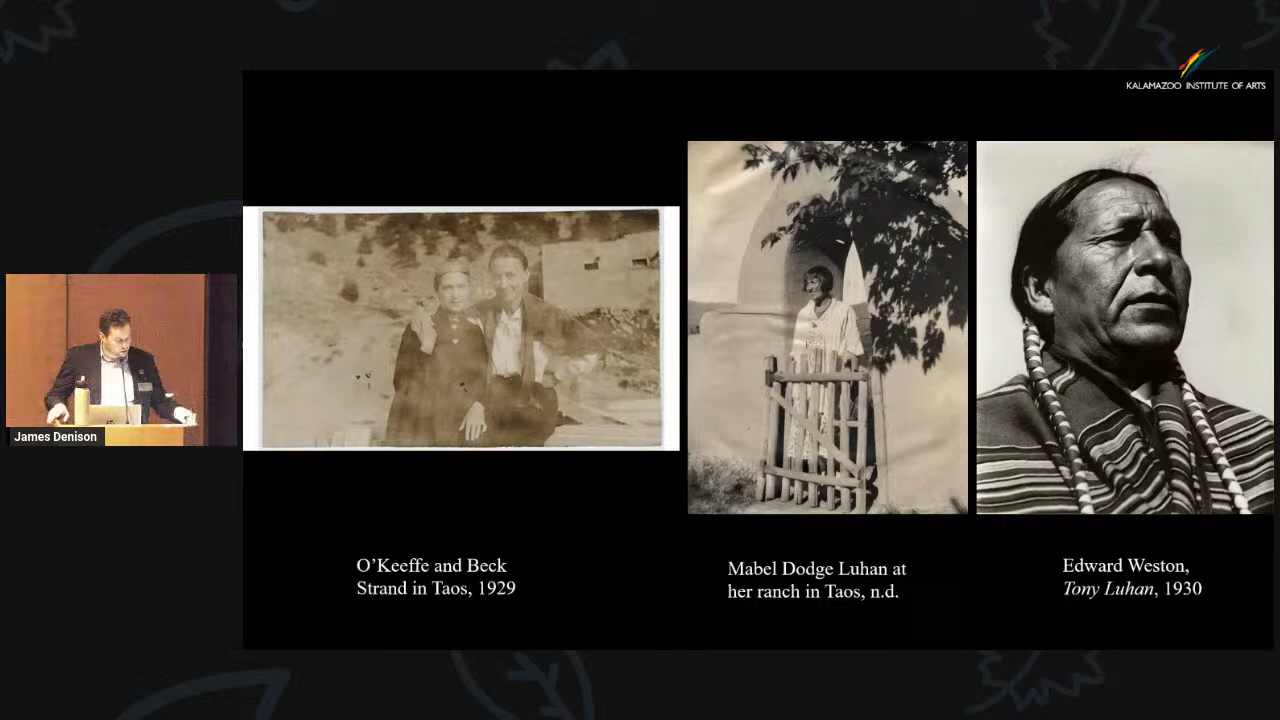 KALAMAZOO INSTITUTE OF ARTS
James Denison
O’Keeffe and Beck
Strand in Taos, 1929
Mabel Dodge Luhan at
her ranch in Taos, n.d.
Edward Weston,
Tony Luhan, 1930